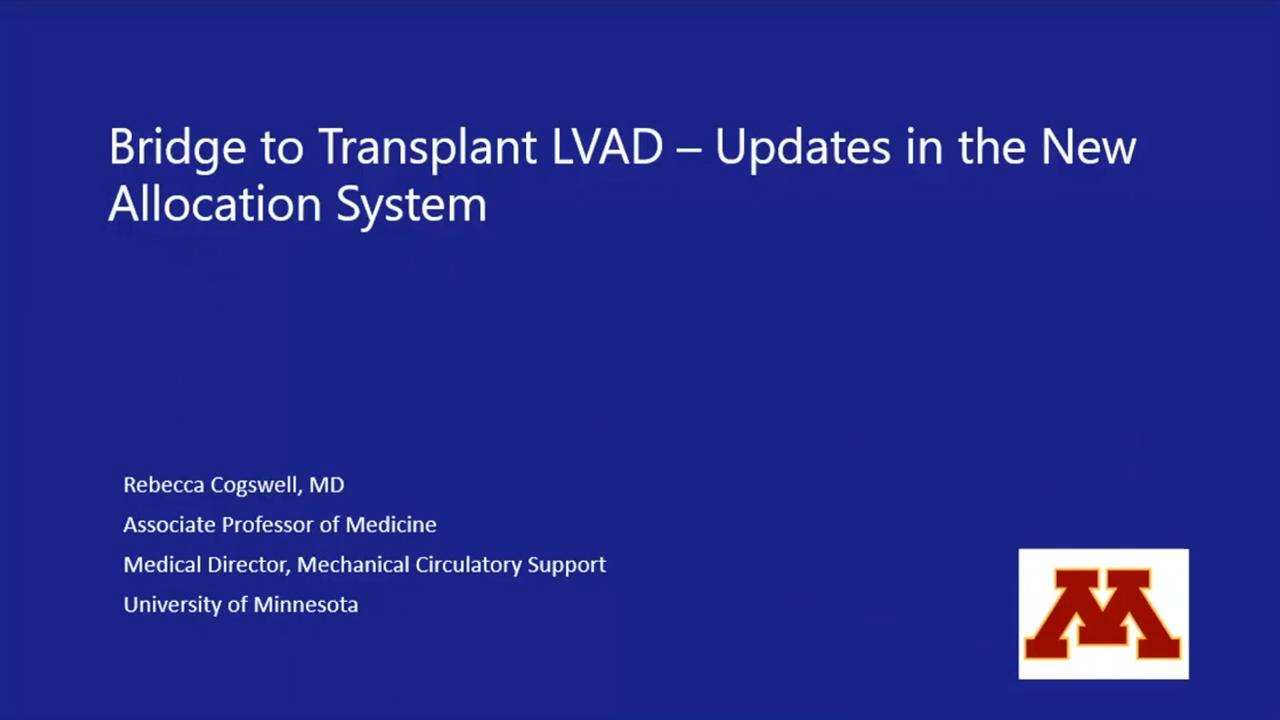 Bridge to Transplant LVAD – Updates in the New
Allocation System
Rebecca Cogswell, MD
Associate Professor of Medicine
Medical Director, Mechanical Circulatory Support
University of Minnesota
M